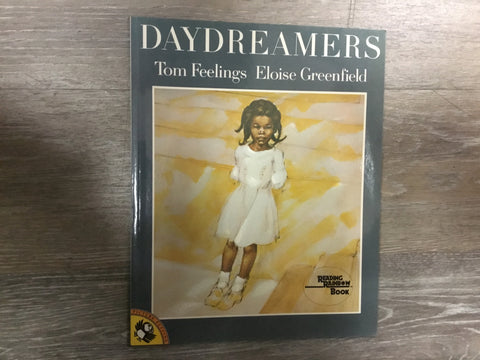 DAYDREAMERS
Tom Feelings Eloise Greenfield
READING
RAINBOW
BOOK